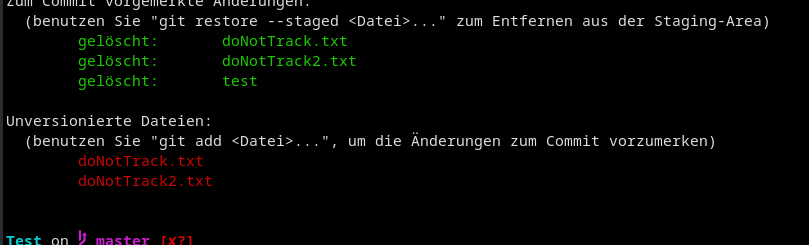 zum Commit vorgemerkte Änderungen:
(benutzen Sie "git restore --staged <Datei>..." zum Entfernen aus der Staging-Area)
gelöscht: doNotTrack.txt
gelöscht: doNotTrack2.txt
gelöscht: test
Unversionierte Dateien:
(benutzen Sie "git add <Datei>...", um die Änderungen zum Commit vorzumerken)
doNotTrack.txt
doNotTrack2.txt
Test on master [✘?]